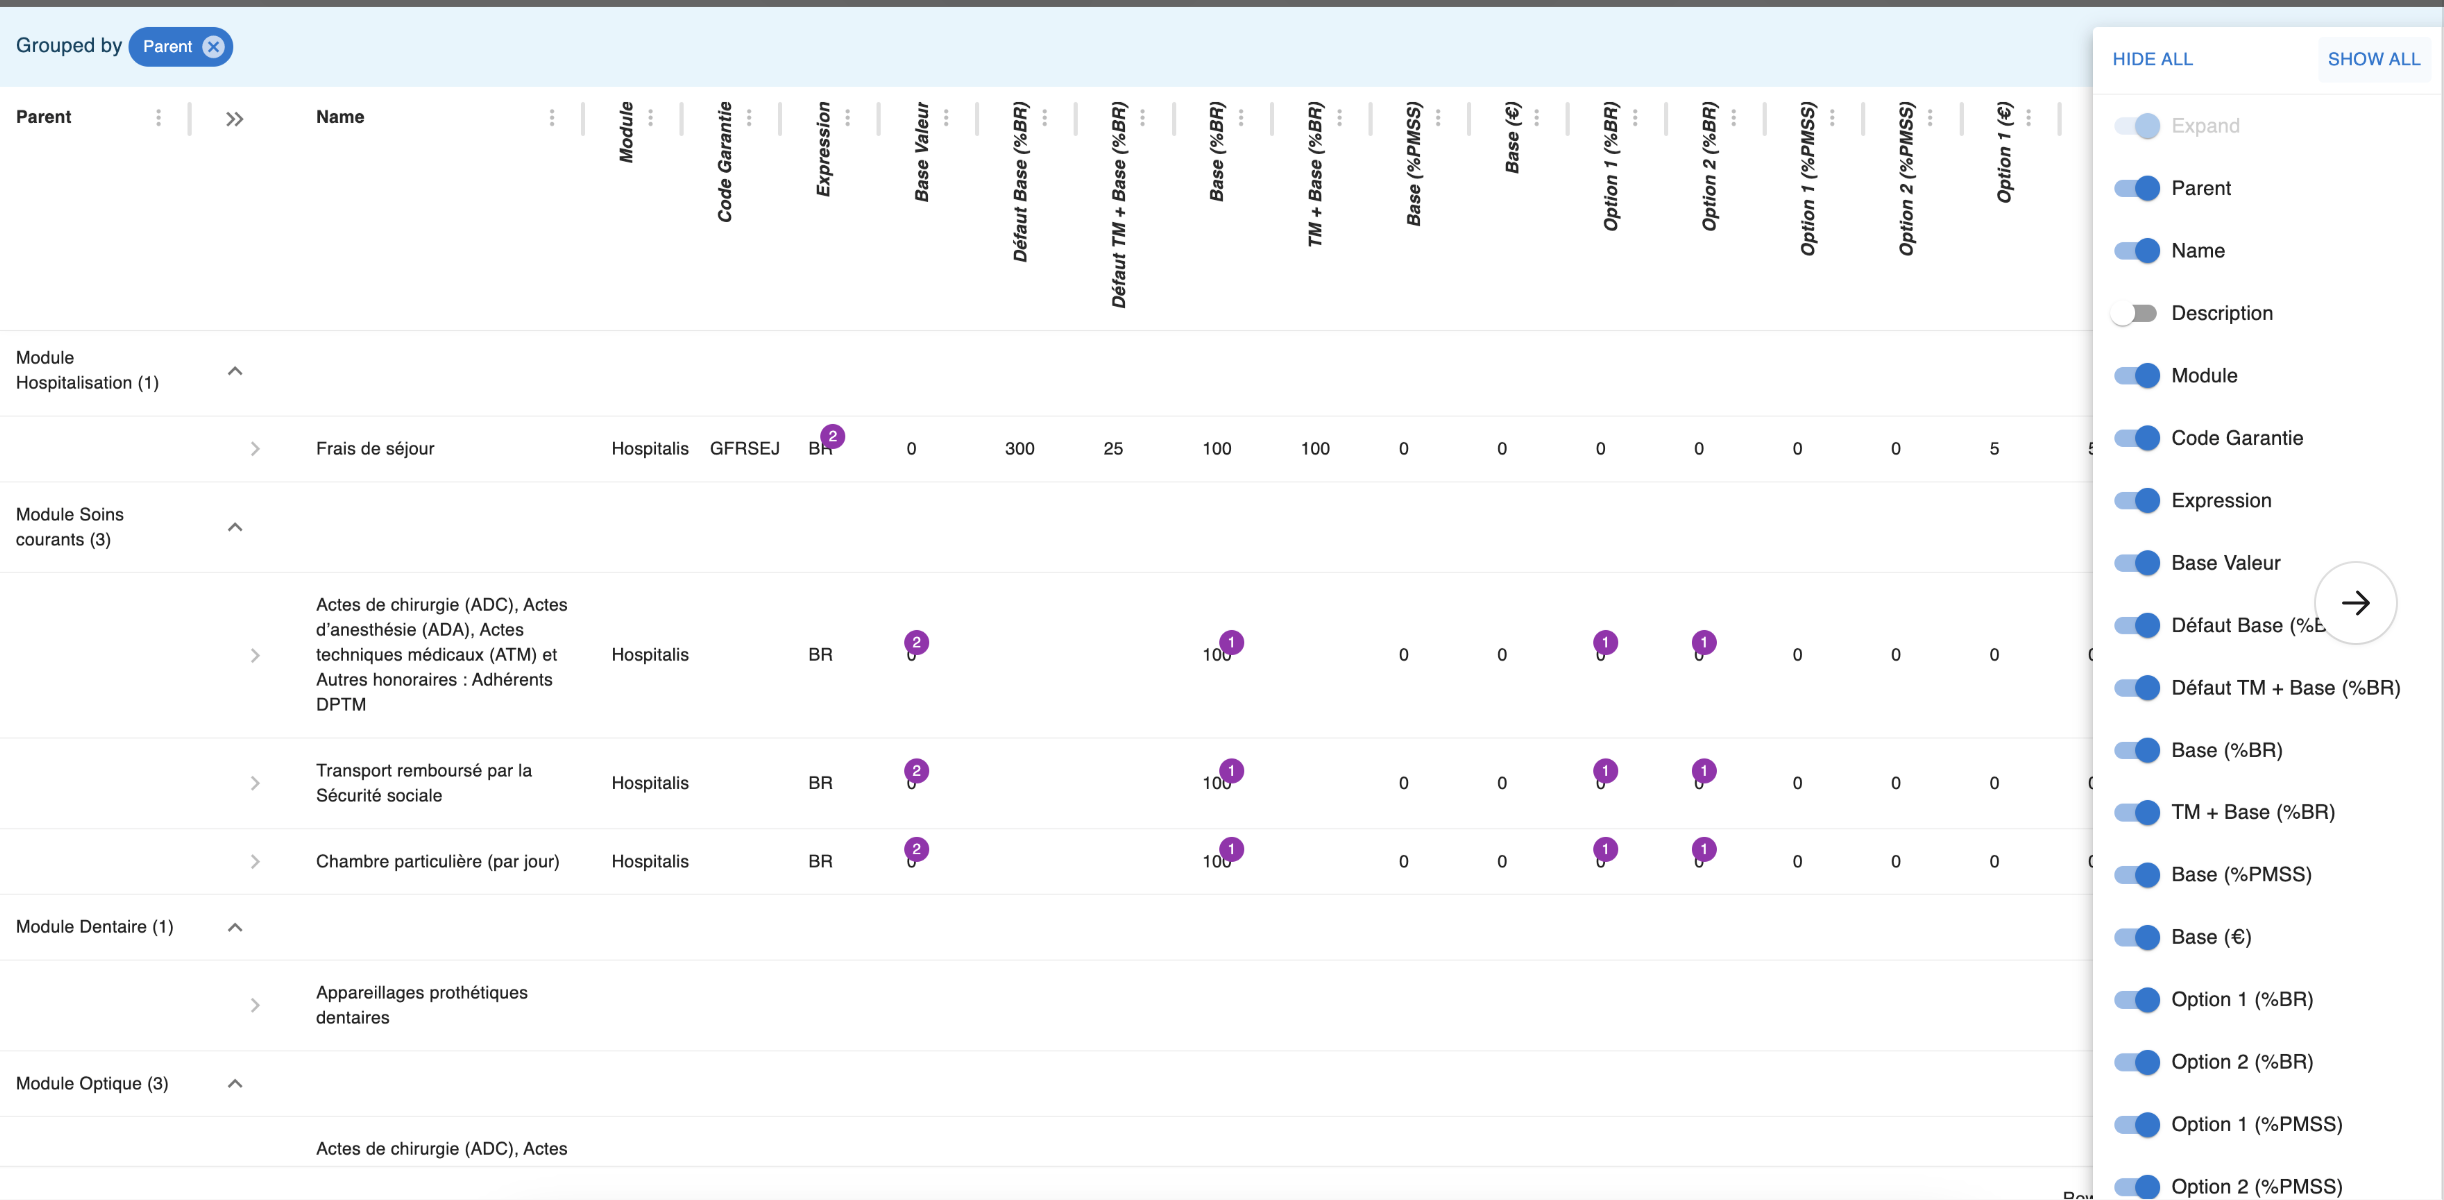 Grouped by Parent
HIDE ALL SHOW ALL
Parent Name Module Code Garantie Expression Base Valeur Défaut Base (%BR) Défaut TM + Base (%BR) Base (%BR) TM + Base (%BR) Base (%PMSS) Base (€) Option 1 (%BR) Option 2 (%BR) Option 1 (%PMSS) Option 2 (%PMSS) Option 1 (€)
Module
Hospitalisation (1)
Frais de séjour Hospitalis GFRSEJ BR 2 0 300 25 100 100 0 0 0 0 0 0 5
Module Soins
courants (3)
Actes de chirurgie (ADC), Actes
d’anesthésie (ADA), Actes
techniques médicaux (ATM) et
Autres honoraires : Adhérents
DPTM
Hospitalis BR 0 2 100 1 0 0 0 1 0 1 0 0 0
Transport remboursé par la
Sécurité sociale
Hospitalis BR 0 2 100 1 0 0 0 1 0 1 0 0 0
Chambre particulière (par jour) Hospitalis BR 0 2 100 1 0 0 0 1 0 1 0 0 0
Module Dentaire (1)
Appareillages prothétiques
dentaires
Module Optique (3)
Actes de chirurgie (ADC), Actes
Expand
Parent
Name
Description
Module
Code Garantie
Expression
Base Valeur
Défaut Base
Défaut TM + Base (%BR)
Base (%BR)
TM + Base (%BR)
Base (%PMSS)
Base (€)
Option 1 (%BR)
Option 2 (%BR)
Option 1 (%PMSS)
Option 2 (%PMSS)